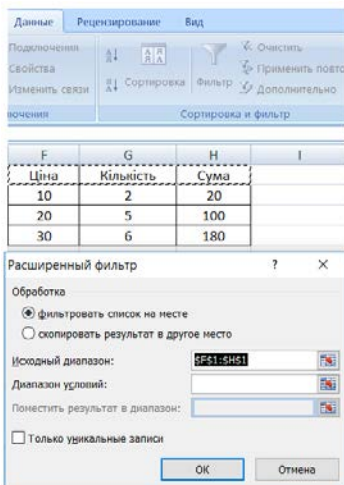 Данные Рецензирование Вид
Подключения
Свойства
Изменить связи
Сортировка
Фильтр
Очистить
Применить повто
Дополнительно
лючения Сортировка и фильтр
F G H I
Ціна Кількість Сума
10 2 20
20 5 100
30 6 180
Расширенный фильтр ? ×
Обработка
фильтровать список на месте
скопировать результат в другое место
Исходный диапазон: $F$1:$H$1
Диапазон условий:
Поместить результат в диапазон:
Только уникальные записи
ОК Отмена